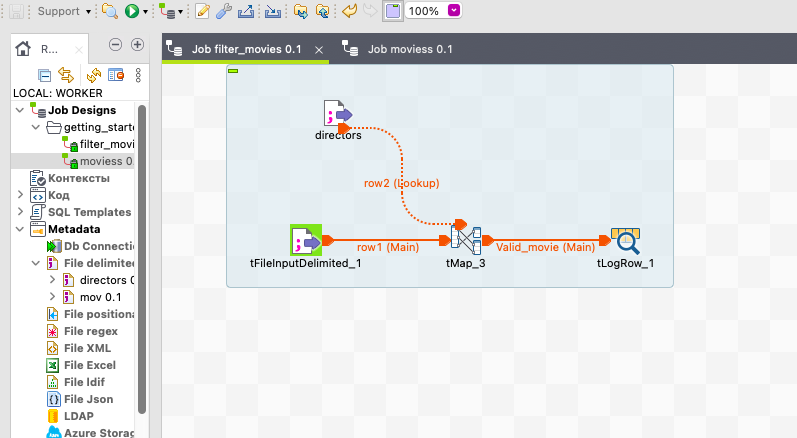 Support
100%
R...
Job filter_movies 0.1
Job moviess 0.1
LOCAL: WORKER
Job Designs
getting_starte
filter_movi
moviess 0.
Контексты
Код
SQL Templates
Metadata
Db Connectio
File delimited
directors 0
mov 0.1
File positiona
File regex
File XML
File Excel
File ldif
File Json
LDAP
Azure Storag
directors
row2 (Lookup)
row1 (Main)
Valid_movie (Main)
tFileInputDelimited_1
tMap_3
tLogRow_1